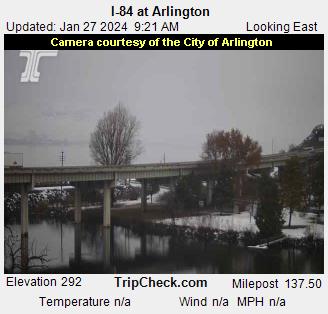 I-84 at Arlington
Updated: Jan 27 2024 9:21 AM Looking East
Camera courtesy of the City of Arlington
Elevation 292 TripCheck.com Milepost 137.50
Temperature n/a Wind n/a MPH n/a